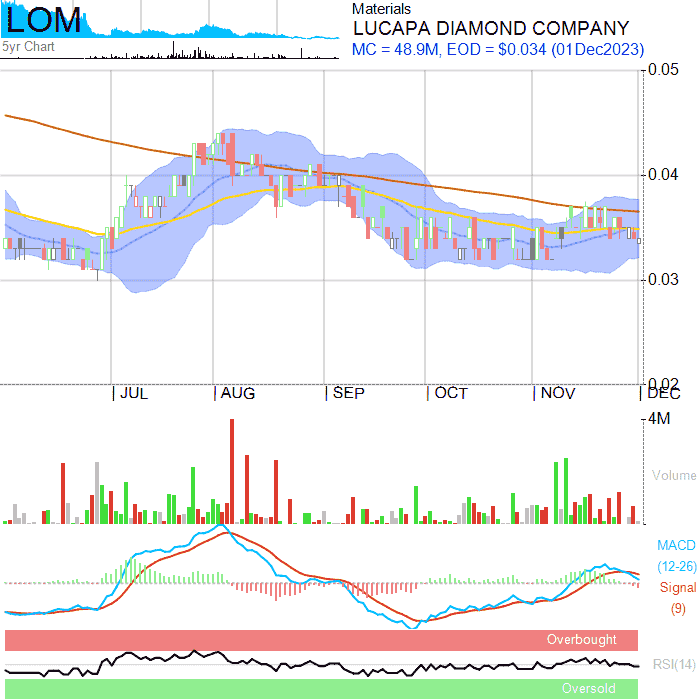 LOM
5yr Chart
Materials
LUCAPA DIAMOND COMPANY
MC = 48.9M, EOD = $0.034 (01Dec2023)
0.05
0.04
0.03
0.02
JUL AUG SEP OCT NOV DEC
4M
Volume
MACD
(12-26)
Signal
(9)
Overbought
RSI(14)
Oversold